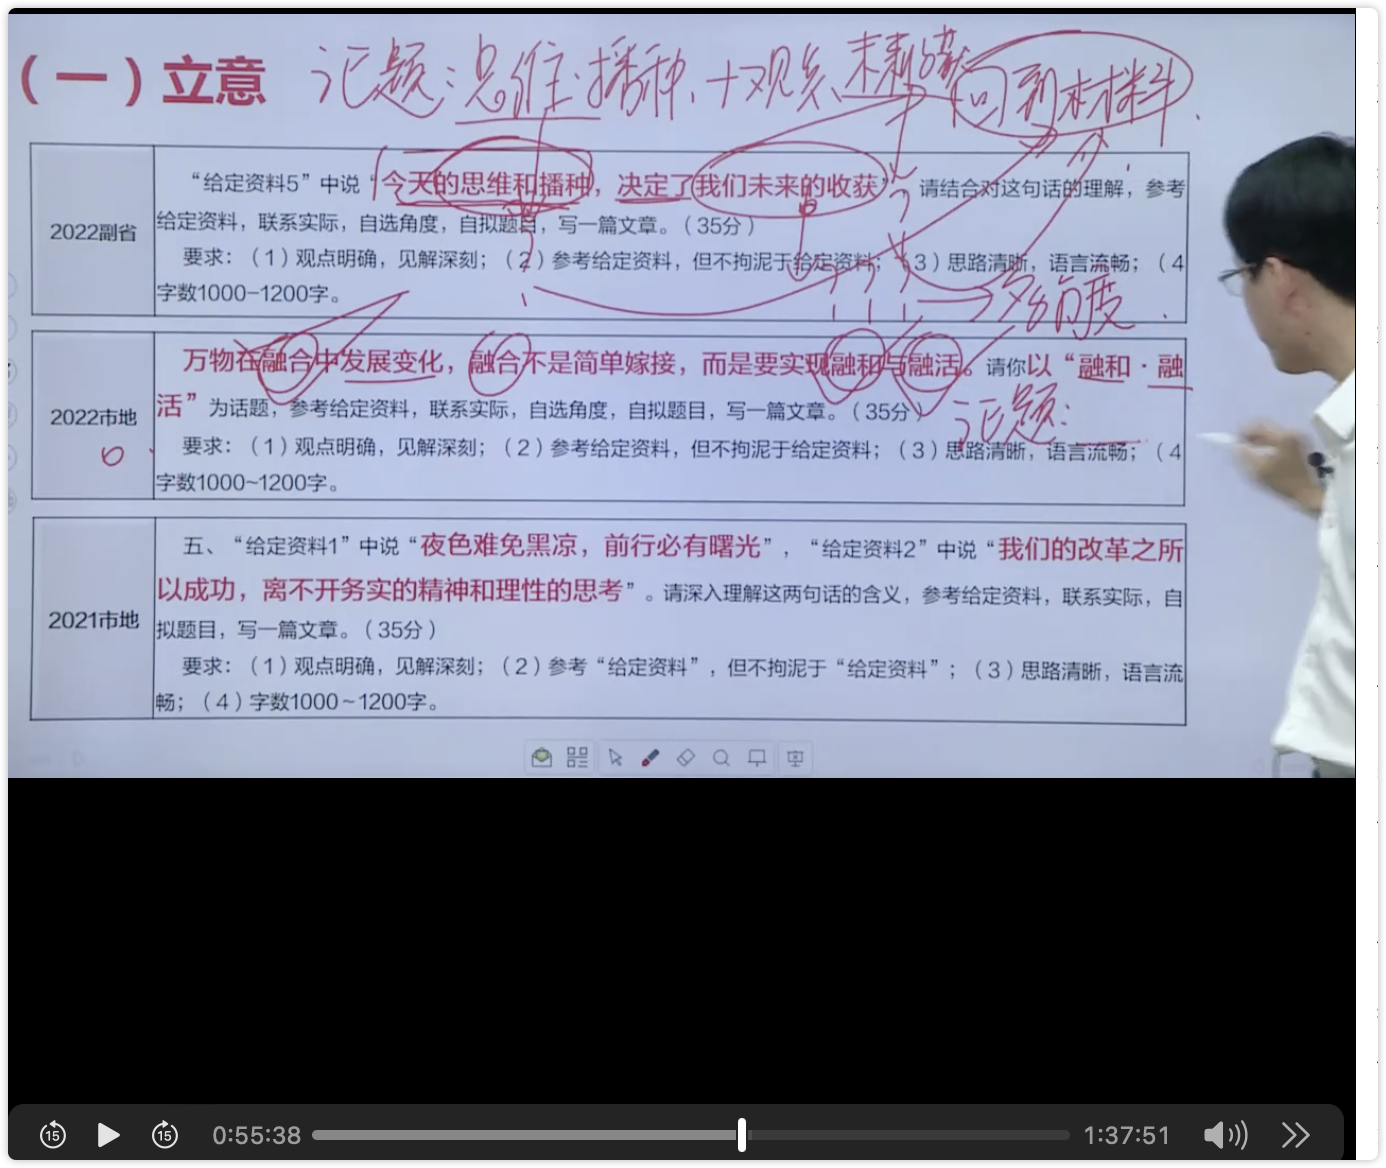 （一）立意 话题：思维、播种、+观点 未来的收获 回到材料
“给定资料5”中说“今天的思维和播种，决定了我们未来的收获”，请结合对这句话的理解，参考
2022副省
给定资料，联系实际，自选角度，自拟题目，写一篇文章。（35分）
要求：（1）观点明确，见解深刻；（2）参考给定资料，但不拘泥于给定资料；（3）思路清晰，语言流畅；（4
字数1000-1200字。
多角度
万物在融合中发展变化，融合不是简单嫁接，而是要实现融和与融活。请你以“融和·融
2022市地
活”为话题，参考给定资料，联系实际，自选角度，自拟题目，写一篇文章。（35分）
话题：
要求：（1）观点明确，见解深刻；（2）参考给定资料，但不拘泥于给定资料；（3）思路清晰，语言流畅；（4
字数1000~1200字。
五、“给定资料1”中说“夜色难免黑凉，前行必有曙光”，“给定资料2”中说“我们的改革之所
以成功，离不开务实的精神和理性的思考”。请深入理解这两句话的含义，参考给定资料，联系实际，自
2021市地
拟题目，写一篇文章。（35分）
要求：（1）观点明确，见解深刻；（2）参考“给定资料”，但不拘泥于“给定资料”；（3）思路清晰，语言流
畅；（4）字数1000~1200字。
15 15 0:55:38 1:37:51